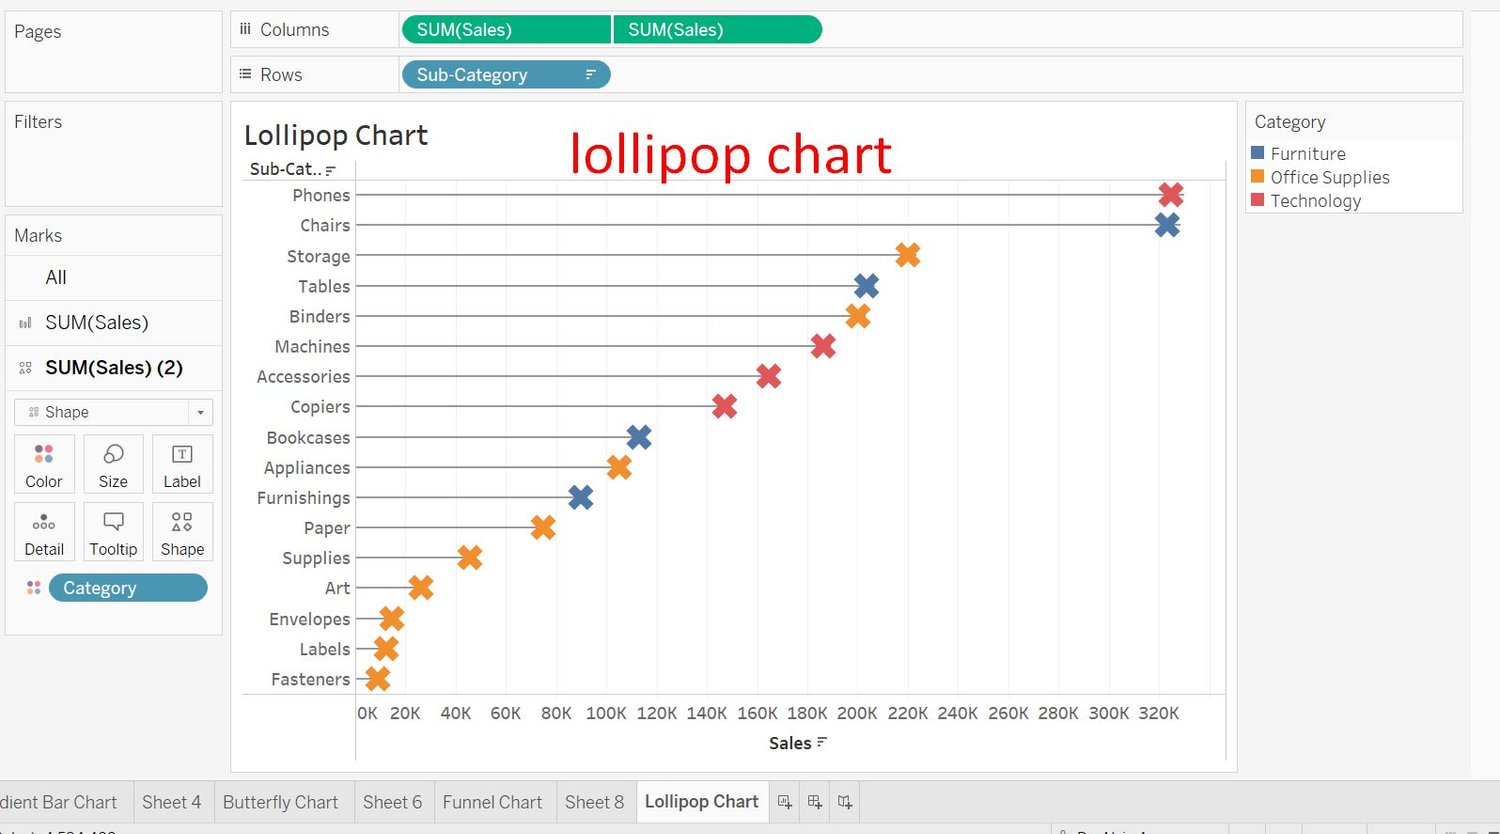 Pages
Columns
SUM(Sales)
SUM(Sales)
Rows
Sub-Category
Filters
Lollipop Chart
lollipop chart
Category
Furniture
Office Supplies
Technology
Sub-Cat..
Phones
Chairs
Storage
Tables
Binders
Machines
Accessories
Copiers
Bookcases
Appliances
Furnishings
Paper
Supplies
Art
Envelopes
Labels
Fasteners
0K 20K 40K 60K 80K 100K 120K 140K 160K 180K 200K 220K 240K 260K 280K 300K 320K
Sales
Marks
All
SUM(Sales)
SUM(Sales) (2)
Shape
Color Size Label
Detail Tooltip Shape
Category
dient Bar Chart Sheet 4 Butterfly Chart Sheet 6 Funnel Chart Sheet 8 Lollipop Chart